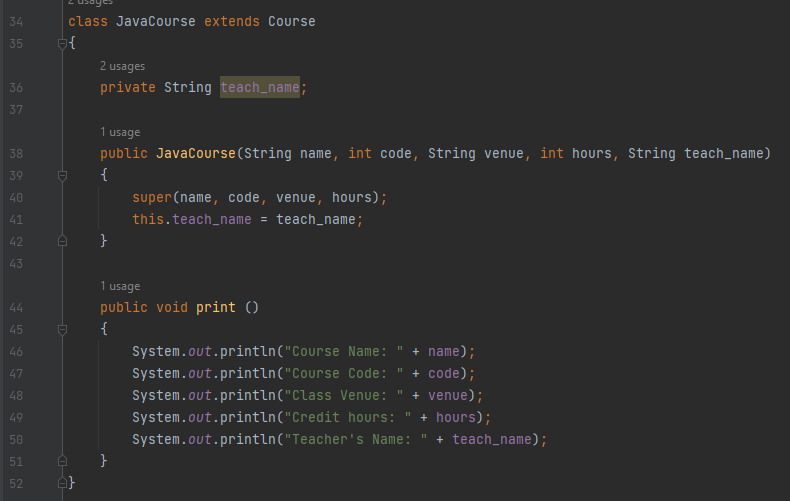 2 usages
34 class JavaCourse extends Course
35 {
2 usages
36 private String teach_name;
37
1 usage
38 public JavaCourse(String name, int code, String venue, int hours, String teach_name)
39 {
40 super(name, code, venue, hours);
41 this.teach_name = teach_name;
42 }
43
1 usage
44 public void print ()
45 {
46 System.out.println("Course Name: " + name);
47 System.out.println("Course Code: " + code);
48 System.out.println("Class Venue: " + venue);
49 System.out.println("Credit hours: " + hours);
50 System.out.println("Teacher's Name: " + teach_name);
51 }
52 }